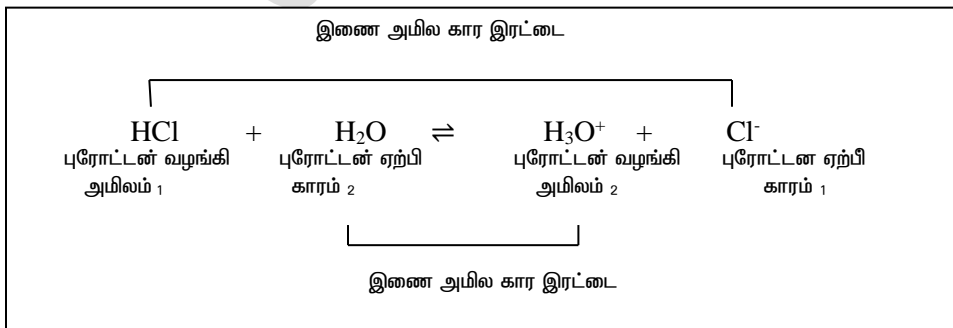 இணை அமில கார இரட்டை
HCl + H₂O ⇌ H₃O⁺ + Cl⁻
புரோட்டன் வழங்கி புரோட்டன் ஏற்பி புரோட்டன் வழங்கி புரோட்டன ஏற்பீ
அமிலம் ₁ காரம் ₂ அமிலம் ₂ காரம் ₁
இணை அமில கார இரட்டை